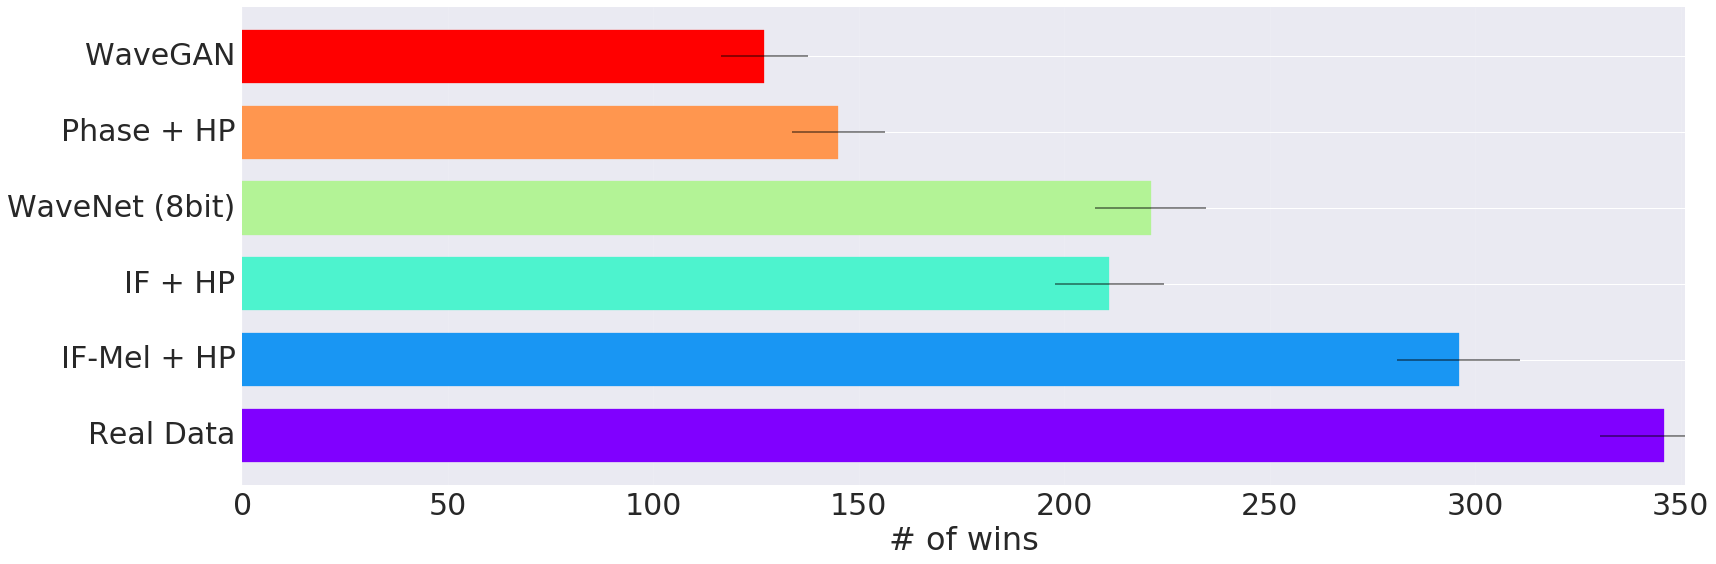 WaveGAN
Phase + HP
WaveNet (8bit)
IF + HP
IF-Mel + HP
Real Data
0 50 100 150 200 250 300 350
# of wins